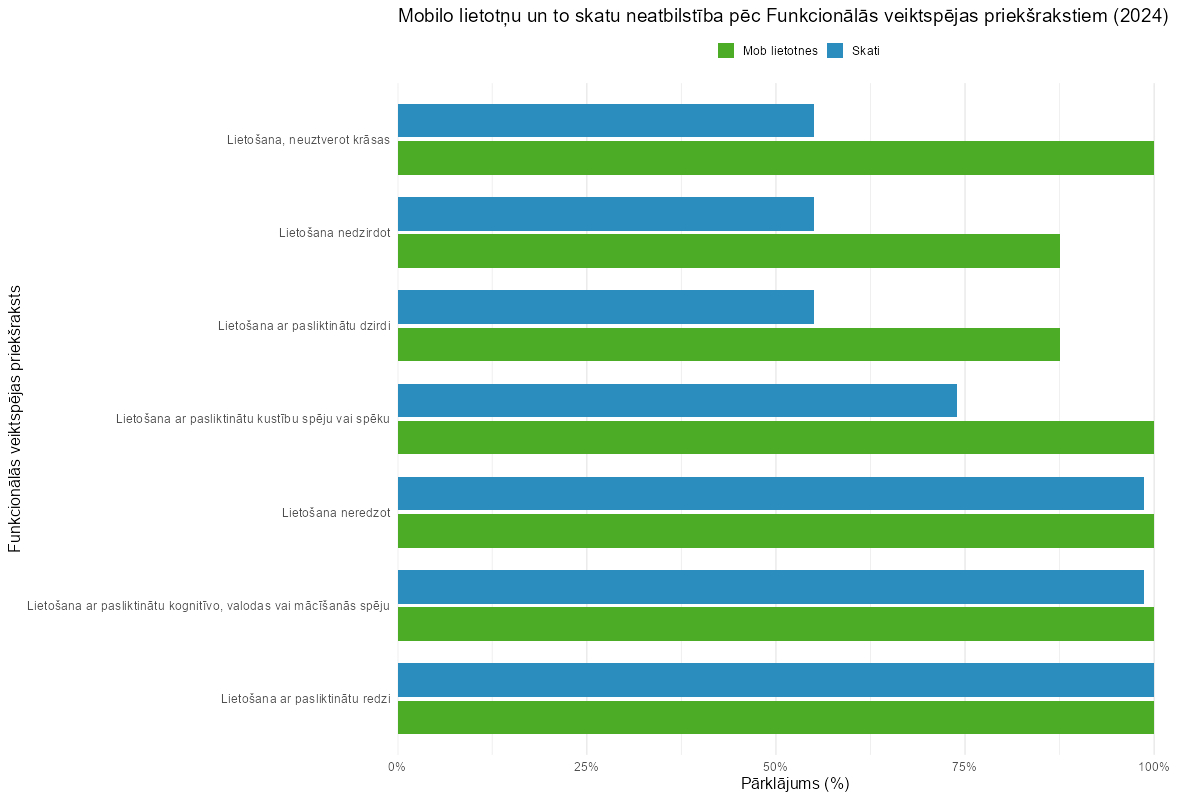 Mobilo lietotņu un to skatu neatbilstība pēc Funkcionālās veiktspējas priekšrakstiem (2024)
Mob lietotnes Skati
Funkcionālās veiktspējas priekšraksts
Lietošana, neuztverot krāsas
Lietošana nedzirdot
Lietošana ar pasliktinātu dzirdi
Lietošana ar pasliktinātu kustību spēju vai spēku
Lietošana neredzot
Lietošana ar pasliktinātu kognitīvo, valodas vai mācīšanās spēju
Lietošana ar pasliktinātu redzi
0% 25% 50% 75% 100%
Pārklājums (%)